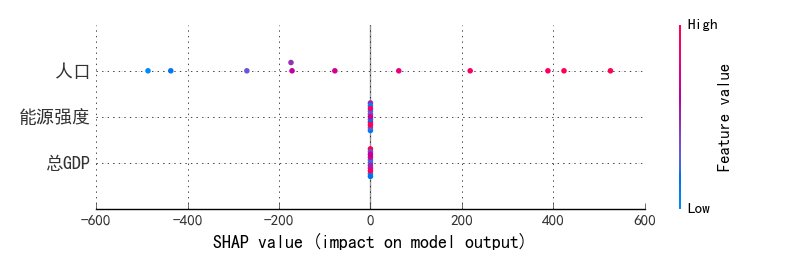 High
人口
Feature value
能源强度
总GDP
Low
-600 -400 -200 0 200 400 600
SHAP value (impact on model output)